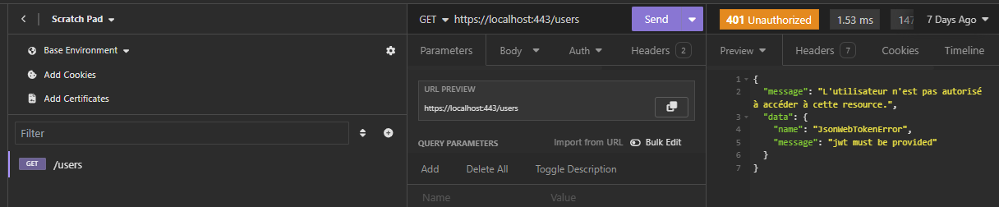 Scratch Pad
Base Environment
Add Cookies
Add Certificates
Filter
GET /users
GET https://localhost:443/users Send
Parameters Body Auth Headers 2
URL PREVIEW
https://localhost:443/users
QUERY PARAMETERS Import from URL Bulk Edit
Add Delete All Toggle Description
Name Value
401 Unauthorized 1.53 ms 147 7 Days Ago
Preview Headers 7 Cookies Timeline
1 {
2 "message": "L'utilisateur n'est pas autorisé
à accéder à cette resource.",
3 "data": {
4 "name": "JsonWebTokenError",
5 "message": "jwt must be provided"
6 }
7 }